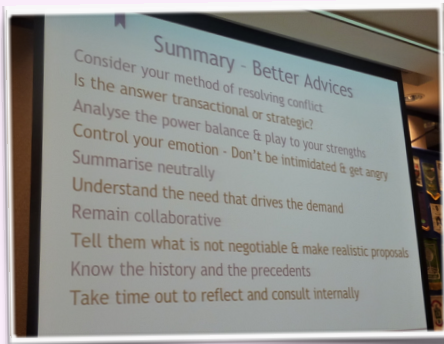 Summary - Better Advices
Consider your method of resolving conflict
Is the answer transactional or strategic?
Analyse the power balance & play to your strengths
Control your emotion - Don't be intimidated & get angry
Summarise neutrally
Understand the need that drives the demand
Remain collaborative
Tell them what is not negotiable & make realistic proposals
Know the history and the precedents
Take time out to reflect and consult internally